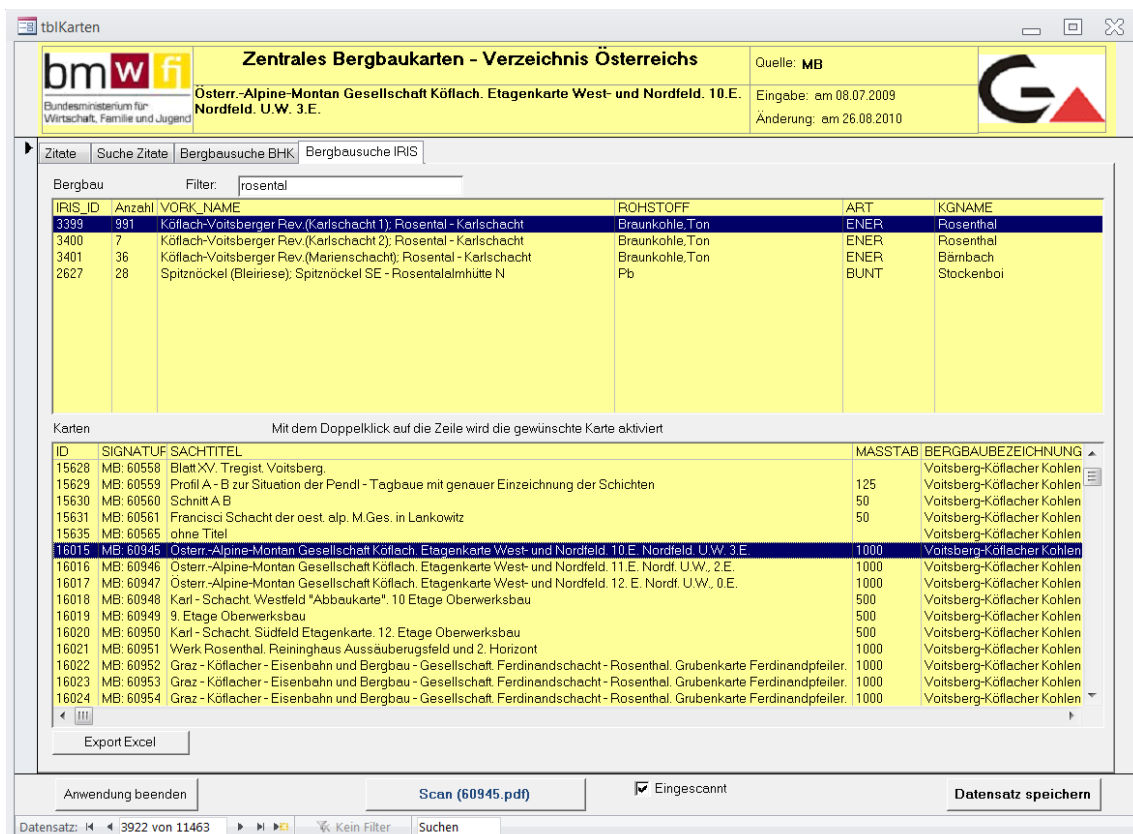 tblKarten
bmwfi
Bundesministerium für
Wirtschaft, Familie und Jugend
Zentrales Bergbaukarten - Verzeichnis Österreichs
Österr.-Alpine-Montan Gesellschaft Köflach. Etagenkarte West- und Nordfeld. 10.E.
Nordfeld. U.W. 3.E.
Quelle: MB
Eingabe: am 08.07.2009
Änderung: am 26.08.2010
Zitate Suche Zitate Bergbausuche BHK Bergbausuche IRIS
Bergbau Filter: rosental
IRIS_ID Anzahl VORK_NAME ROHSTOFF ART KGNAME
3399 991 Köflach-Voitsberger Rev.(Karlschacht 1); Rosental - Karlschacht Braunkohle,Ton ENER Rosenthal
3400 7 Köflach-Voitsberger Rev.(Karlschacht 2); Rosental - Karlschacht Braunkohle,Ton ENER Rosenthal
3401 36 Köflach-Voitsberger Rev.(Marienschacht); Rosental - Karlschacht Braunkohle,Ton ENER Bärnbach
2627 28 Spitznöckel (Bleiriese); Spitznöckel SE - Rosentalalmhütte N Pb BUNT Stockenboi
Karten Mit dem Doppelklick auf die Zeile wird die gewünschte Karte aktiviert
ID SIGNATUR SACHTITEL MASSTAB BERGBAUBEZEICHNUNG
15628 MB: 60558 Blatt XV. Tregist. Voitsberg. Voitsberg-Köflacher Kohlen
15629 MB: 60559 Profil A - B zur Situation der Pendl - Tagbaue mit genauer Einzeichnung der Schichten 125 Voitsberg-Köflacher Kohlen
15630 MB: 60560 Schnitt A B 50 Voitsberg-Köflacher Kohlen
15631 MB: 60561 Francisci Schacht der oest. alp. M.Ges. in Lankowitz 50 Voitsberg-Köflacher Kohlen
15635 MB: 60565 ohne Titel Voitsberg-Köflacher Kohlen
16015 MB: 60945 Österr.-Alpine-Montan Gesellschaft Köflach. Etagenkarte West- und Nordfeld. 10.E. Nordfeld. U.W. 3.E. 1000 Voitsberg-Köflacher Kohlen
16016 MB: 60946 Österr.-Alpine-Montan Gesellschaft Köflach. Etagenkarte West- und Nordfeld. 11.E. Nordf. U.W., 2.E. 1000 Voitsberg-Köflacher Kohlen
16017 MB: 60947 Österr.-Alpine-Montan Gesellschaft Köflach. Etagenkarte West- und Nordfeld. 12. E. Nordf. U.W., 0.E. 1000 Voitsberg-Köflacher Kohlen
16018 MB: 60948 Karl - Schacht. Westfeld "Abbaukarte". 10 Etage Oberwerksbau 500 Voitsberg-Köflacher Kohlen
16019 MB: 60949 9. Etage Oberwerksbau 500 Voitsberg-Köflacher Kohlen
16020 MB: 60950 Karl - Schacht. Südfeld Etagenkarte. 12. Etage Oberwerksbau 500 Voitsberg-Köflacher Kohlen
16021 MB: 60951 Werk Rosenthal. Reininghaus Aussäuberugsfeld und 2. Horizont 1000 Voitsberg-Köflacher Kohlen
16022 MB: 60952 Graz - Köflacher - Eisenbahn und Bergbau - Gesellschaft. Ferdinandschacht - Rosenthal. Grubenkarte Ferdinandpfeiler. 1000 Voitsberg-Köflacher Kohlen
16023 MB: 60953 Graz - Köflacher - Eisenbahn und Bergbau - Gesellschaft. Ferdinandschacht - Rosenthal. Grubenkarte Ferdinandpfeiler. 1000 Voitsberg-Köflacher Kohlen
16024 MB: 60954 Graz - Köflacher - Eisenbahn und Bergbau - Gesellschaft. Ferdinandschacht - Rosenthal. Grubenkarte Ferdinandpfeiler. 1000 Voitsberg-Köflacher Kohlen
Export Excel
Anwendung beenden Scan (60945.pdf) Eingescannt Datensatz speichern
Datensatz: 3922 von 11463 Kein Filter Suchen